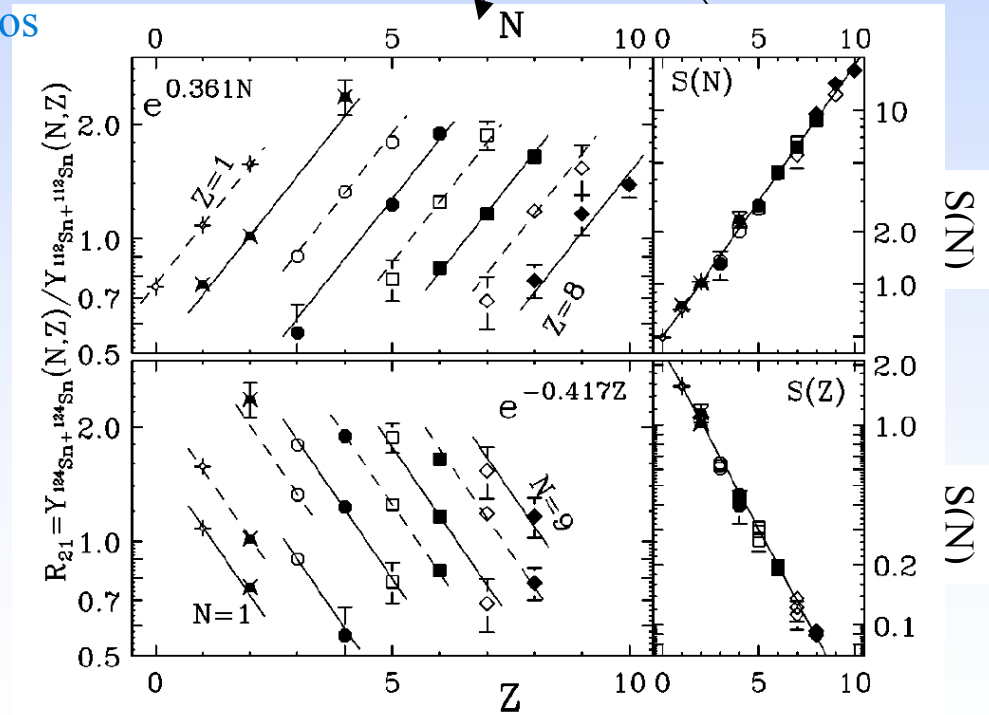 os
N
0 5 10 0 5 10
e^0.361N
S(N)
Z=1
Z=8
2.0
1.0
0.7
0.5
10
5.0
2.0
1.0
S(N)
R21=Y124Sn+124Sn(N,Z)/Y112Sn+112Sn(N,Z)
e^-0.417Z
S(Z)
N=1
N=9
2.0
1.0
0.7
0.5
2.0
1.0
0.2
0.1
S(N)
0 5 10 0 5 10
Z